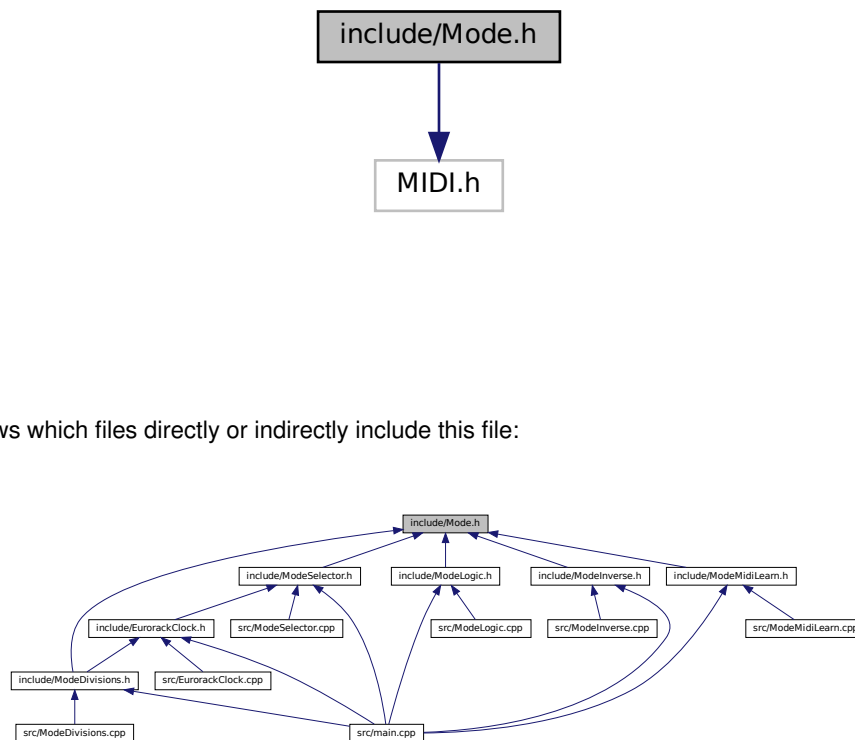 include/Mode.h
MIDI.h
which files directly or indirectly include this file:
include/Mode.h
include/ModeSelector.h
include/ModeLogic.h
include/ModeInverse.h
include/ModeMidiLearn.h
include/EurorackClock.h
src/ModeSelector.cpp
src/ModeLogic.cpp
src/ModeInverse.cpp
src/ModeMidiLearn.cpp
include/ModeDivisions.h
src/EurorackClock.cpp
src/ModeDivisions.cpp
src/main.cpp